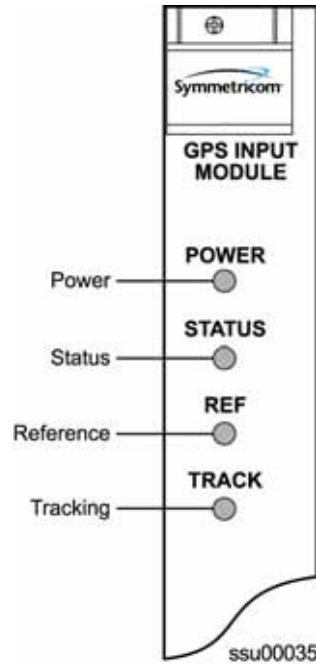 Symmetricom
GPS INPUT
MODULE
POWER
Power
STATUS
Status
REF
Reference
TRACK
Tracking
ssu00035